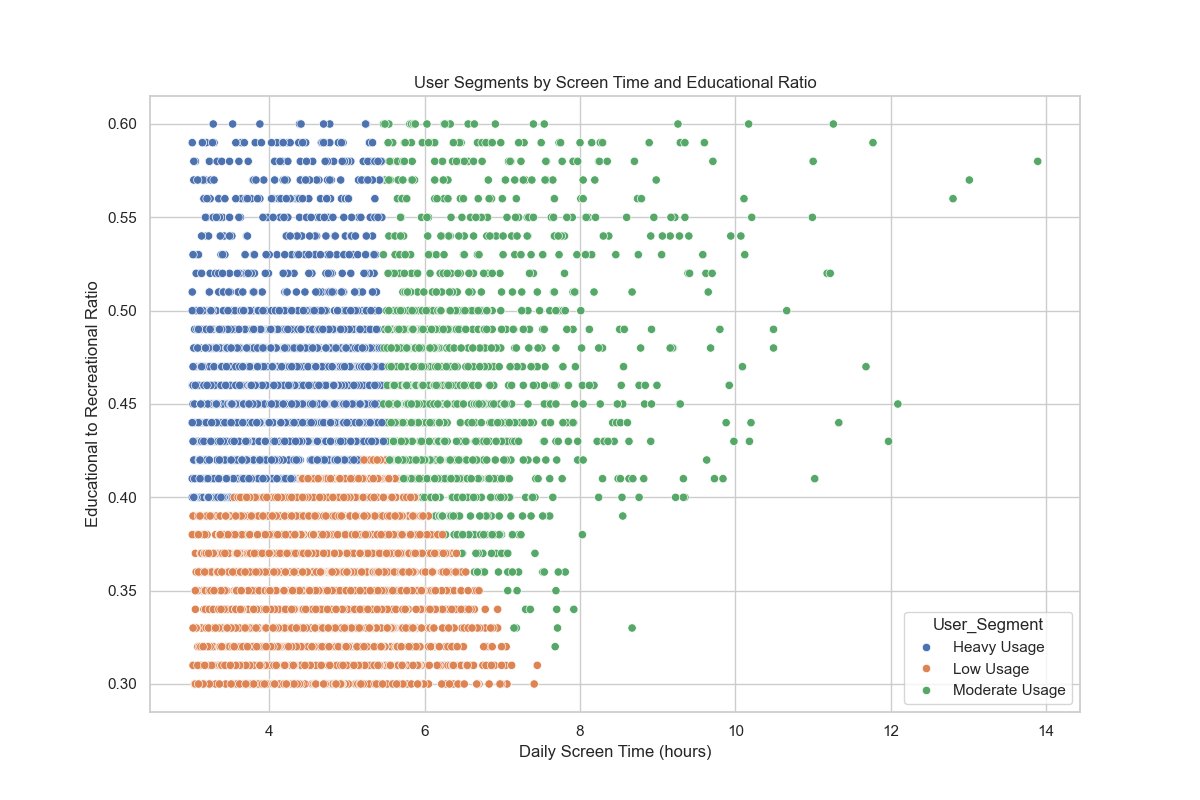 User Segments by Screen Time and Educational Ratio
Educational to Recreational Ratio
0.60
0.55
0.50
0.45
0.40
0.35
0.30
4 6 8 10 12 14
Daily Screen Time (hours)
User_Segment
Heavy Usage
Low Usage
Moderate Usage